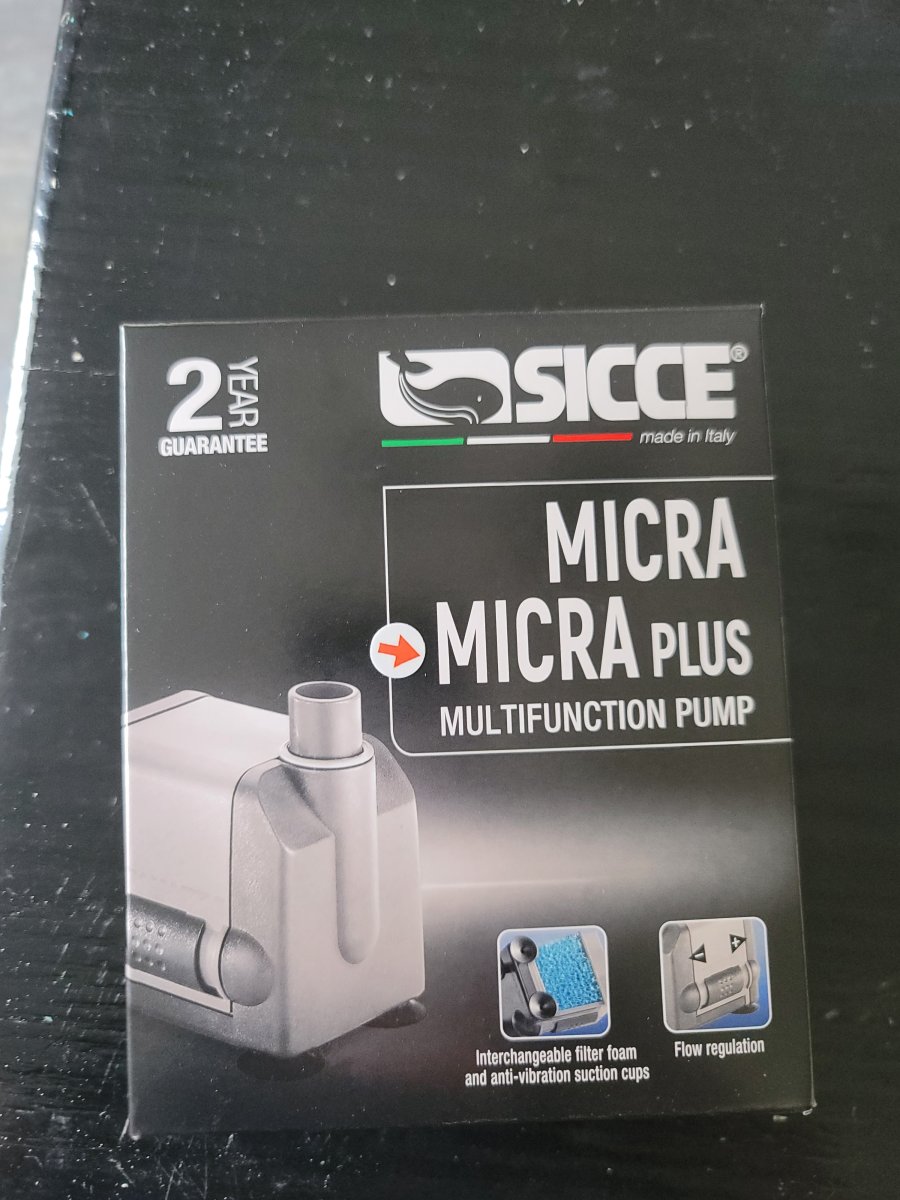 2 YEAR
GUARANTEE
SICCE®
made in Italy
MICRA
MICRA PLUS
MULTIFUNCTION PUMP
- +
Interchangeable filter foam
and anti-vibration suction cups
Flow regulation